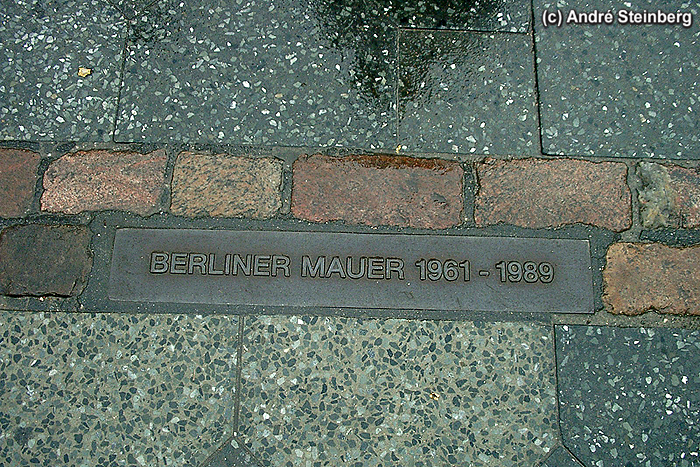 (c) André Steinberg
BERLINER MAUER 1961 - 1989